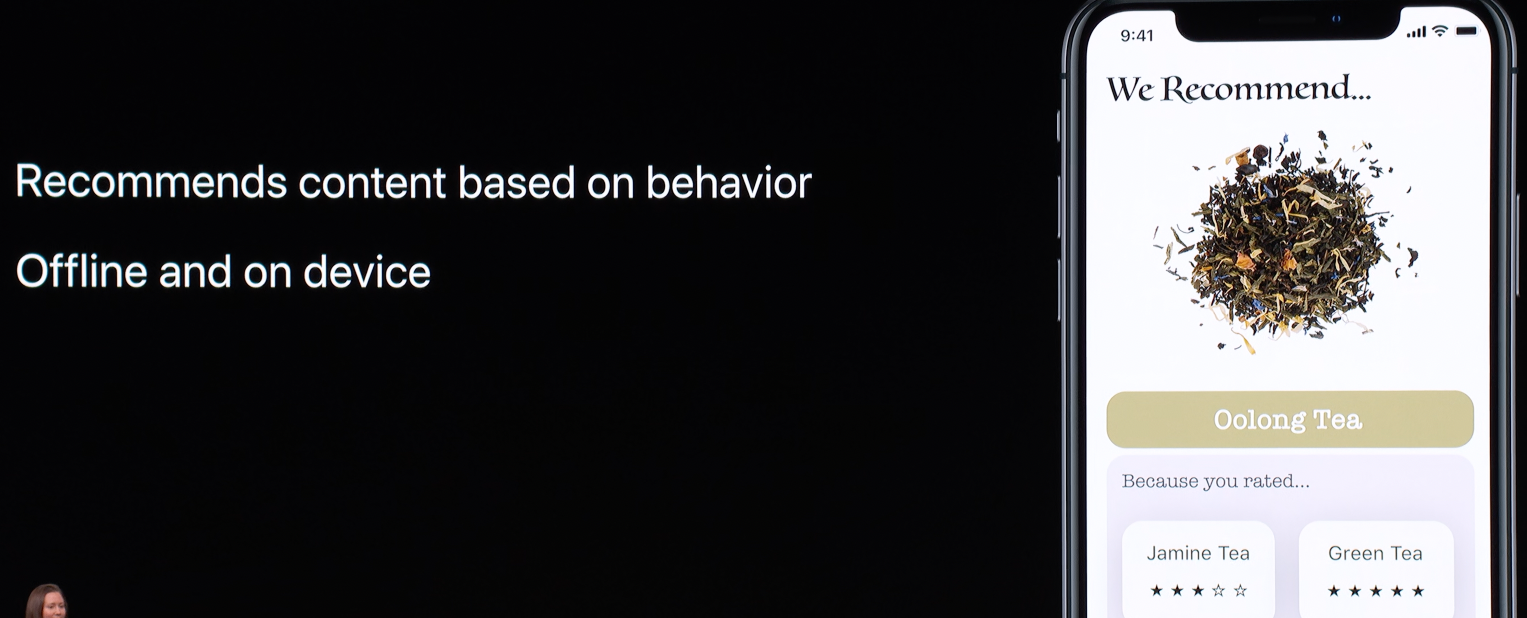 Recommends content based on behavior
Offline and on device
9:41
We Recommend...
Oolong Tea
Because you rated...
Jamine Tea
★ ★ ★ ☆ ☆
Green Tea
★ ★ ★ ★ ★